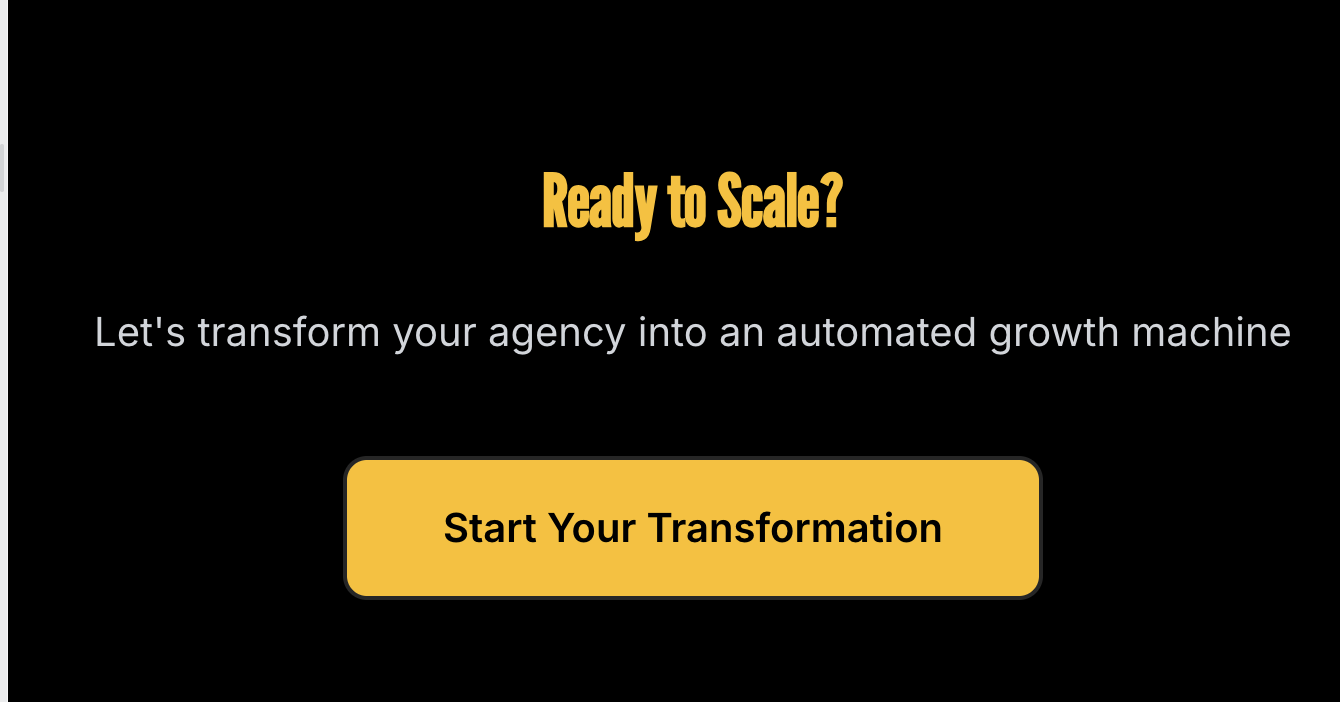 Ready to Scale?
Let's transform your agency into an automated growth machine
Start Your Transformation